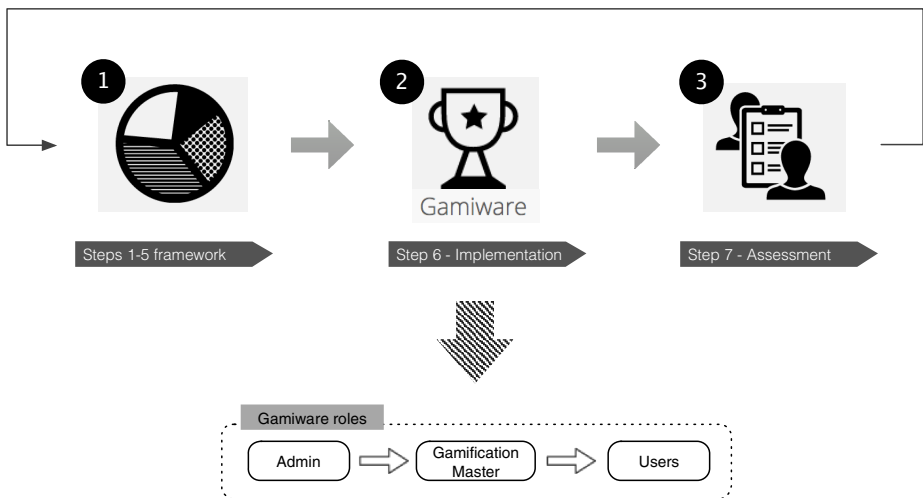 1
2
3
Gamiware
Steps 1-5 framework
Step 6 - Implementation
Step 7 - Assessment
Gamiware roles
Admin
Gamification
Master
Users